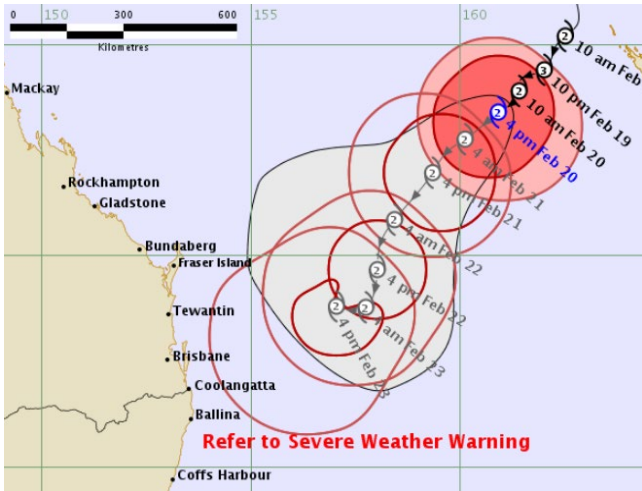 0 300 600
Kilometres
150
155
160
Mackay
Rockhampton
Gladstone
Bundaberg
Fraser Island
Tewantin
Brisbane
Coolangatta
Ballina
Coffs Harbour
2
10 am Feb
3
10 pm Feb 19
2
10 am Feb 20
2
4 pm Feb 20
2
4 am Feb 21
2
4 pm Feb 21
2
4 am Feb 22
2
4 pm Feb 22
2
4 am Feb 23
2
4 pm Feb 23
Refer to Severe Weather Warning